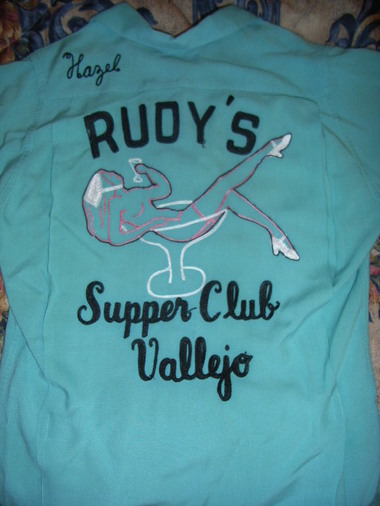 Hazel
RUDY'S
Supper Club
Vallejo